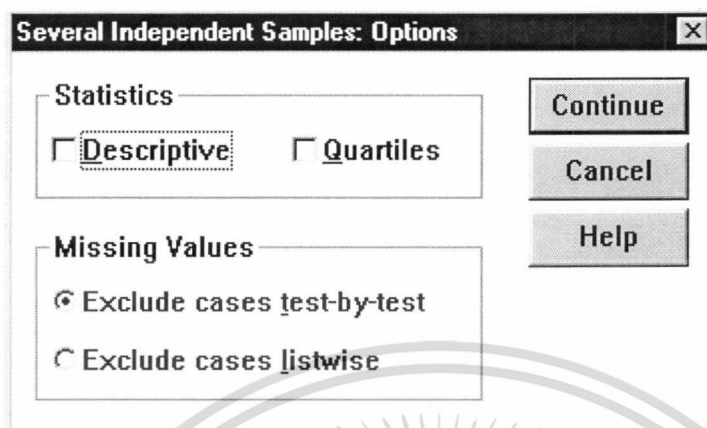 Several Independent Samples: Options
Statistics
Descriptive Quartiles
Continue
Cancel
Help
Missing Values
Exclude cases test-by-test
Exclude cases listwise